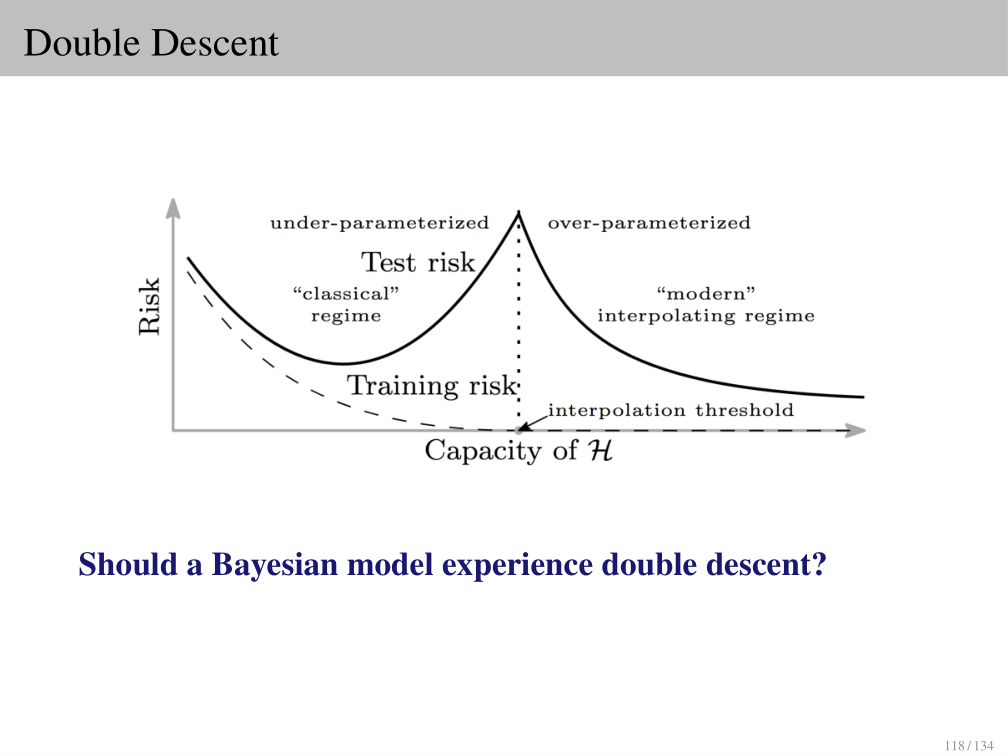 Double Descent
under-parameterized
over-parameterized
Test risk
"classical"
regime
"modern"
interpolating regime
Risk
Training risk
interpolation threshold
Capacity of ℋ
Should a Bayesian model experience double descent?
118 / 134